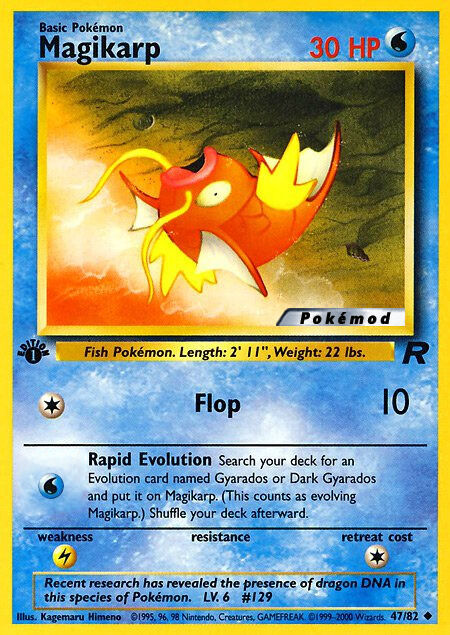 Basic Pokémon
Magikarp 30 HP
Pokémod
EDITION
1
Fish Pokémon. Length: 2' 11", Weight: 22 lbs.
R
Flop 10
Rapid Evolution Search your deck for an
Evolution card named Gyarados or Dark Gyarados
and put it on Magikarp. (This counts as evolving
Magikarp.) Shuffle your deck afterward.
weakness resistance retreat cost
Recent research has revealed the presence of dragon DNA in
this species of Pokémon. LV. 6 #129
Illus. Kagemaru Himeno ©1995, 96, 98 Nintendo, Creatures, GAMEFREAK. ©1999-2000 Wizards. 47/82